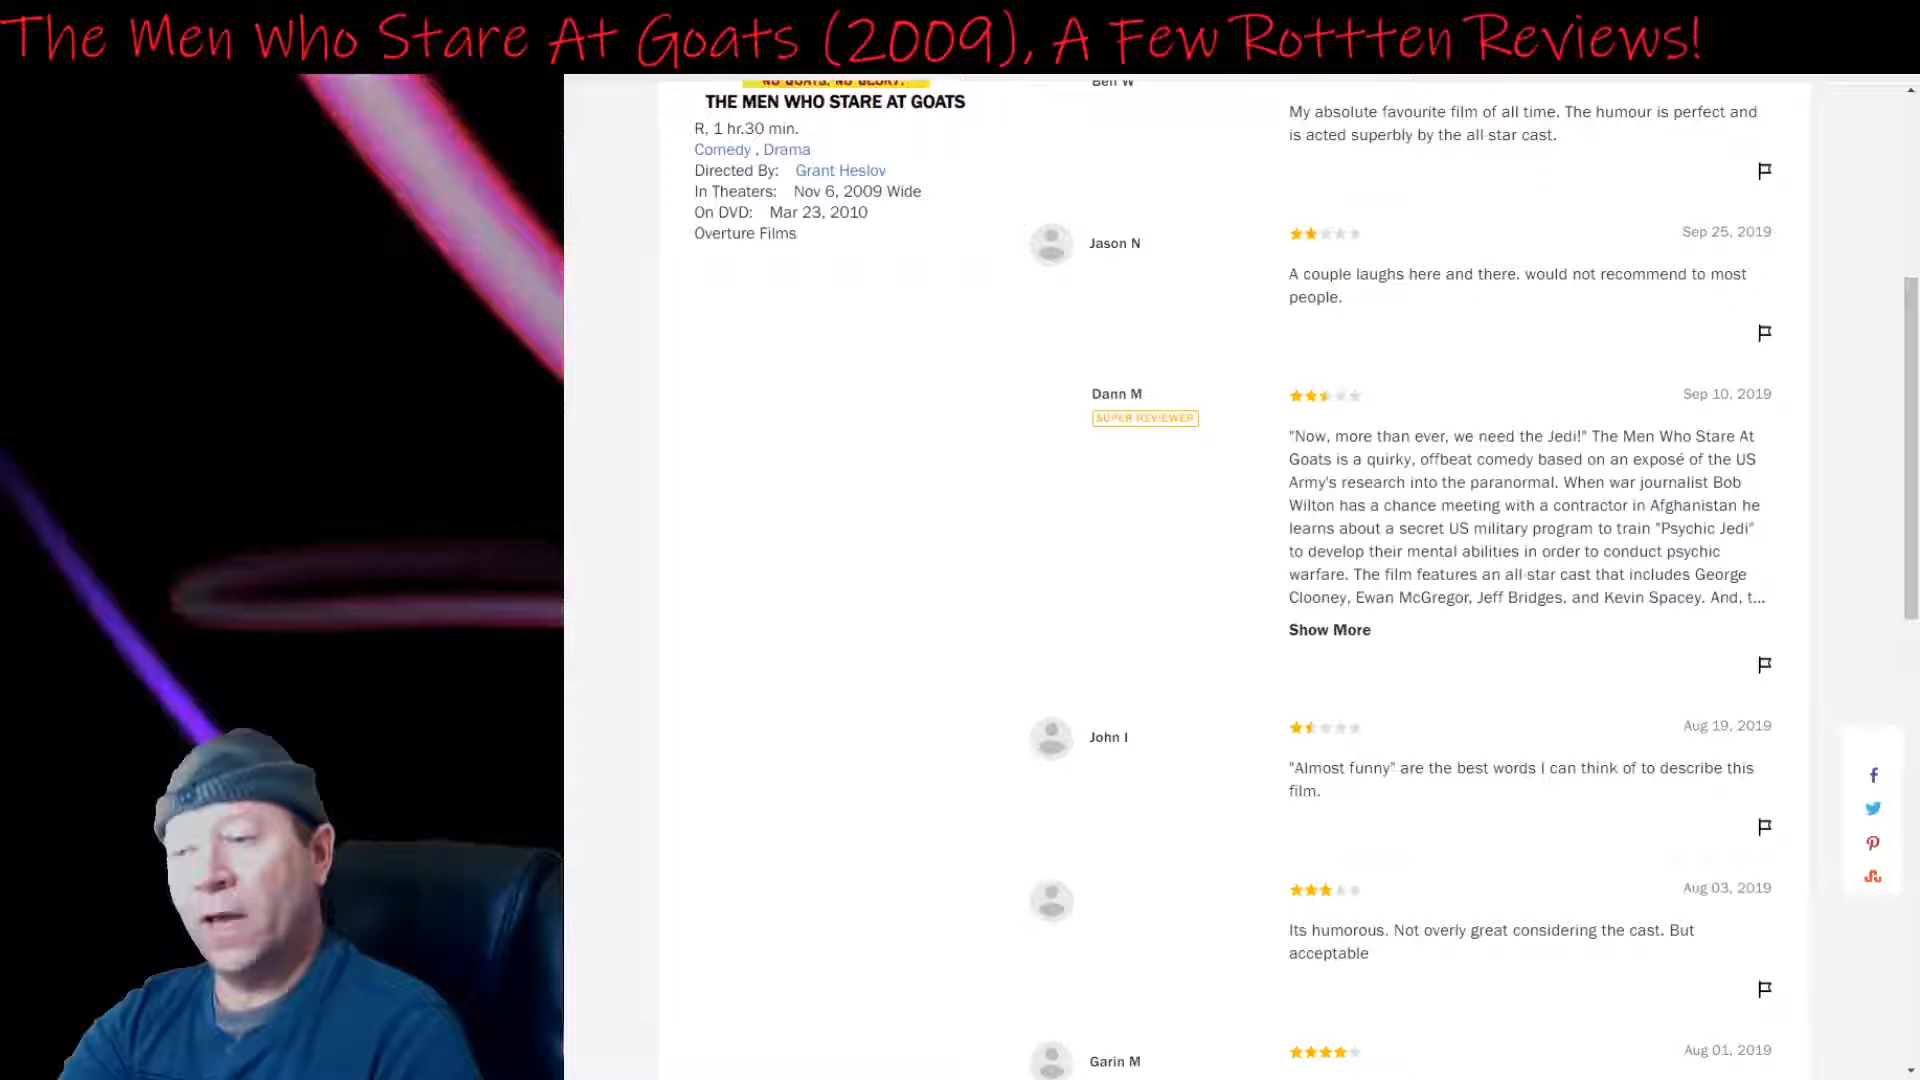 The Men Who Stare At Goats (2009), A Few Rottten Reviews!
NO GOATS, NO GLORY.
THE MEN WHO STARE AT GOATS
R, 1 hr.30 min.
Comedy , Drama
Directed By: Grant Heslov
In Theaters: Nov 6, 2009 Wide
On DVD: Mar 23, 2010
Overture Films
Ben W
My absolute favourite film of all time. The humour is perfect and
is acted superbly by the all-star cast.
Jason N
Sep 25, 2019
A couple laughs here and there. would not recommend to most
people.
Dann M
SUPER REVIEWER
Sep 10, 2019
"Now, more than ever, we need the Jedi!" The Men Who Stare At
Goats is a quirky, offbeat comedy based on an exposé of the US
Army's research into the paranormal. When war journalist Bob
Wilton has a chance meeting with a contractor in Afghanistan he
learns about a secret US military program to train "Psychic Jedi"
to develop their mental abilities in order to conduct psychic
warfare. The film features an all-star cast that includes George
Clooney, Ewan McGregor, Jeff Bridges, and Kevin Spacey. And, t...
Show More
John I
Aug 19, 2019
"Almost funny" are the best words I can think of to describe this
film.
Aug 03, 2019
Its humorous. Not overly great considering the cast. But
acceptable
Garin M
Aug 01, 2019